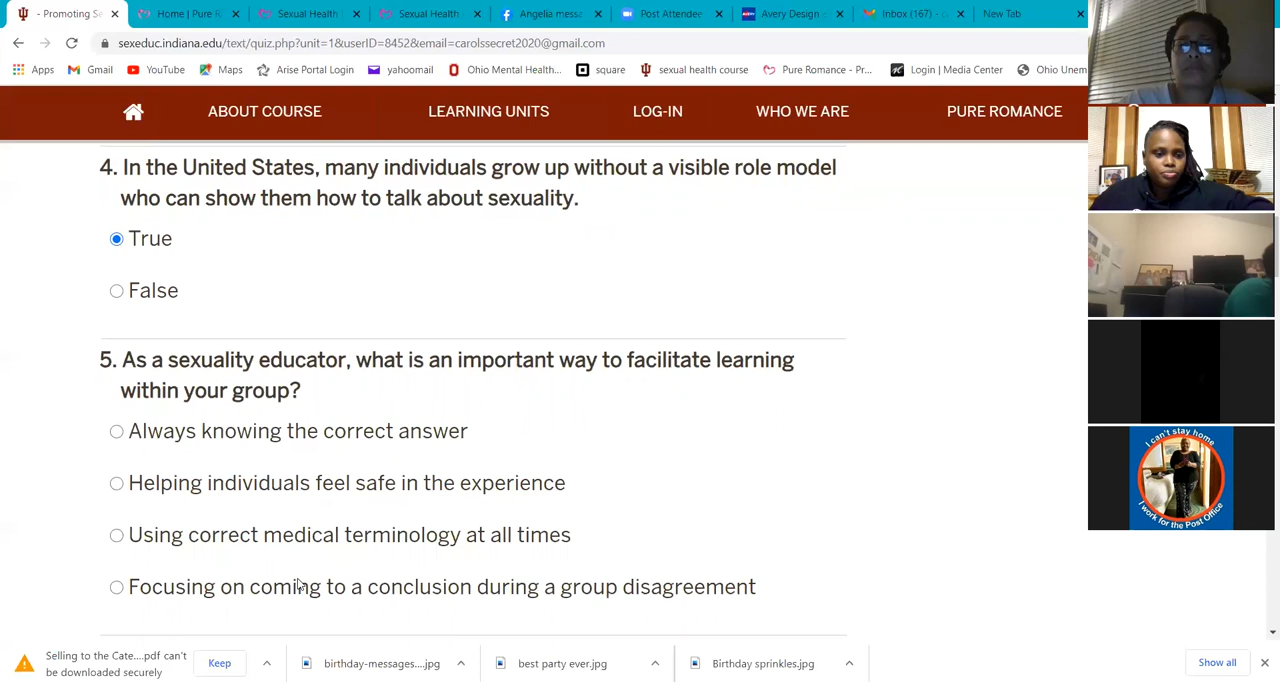 - Promoting Se
Home | Pure R
Sexual Health
Sexual Health
Angelia messa
Post Attendee
Avery Design
Inbox (167) -
New Tab
sexeduc.indiana.edu/text/quiz.php?unit=1&userID=8452&email=carolssecret2020@gmail.com
Apps
Gmail
YouTube
Maps
Arise Portal Login
yahoomail
Ohio Mental Health...
square
sexual health course
Pure Romance - Pr...
Login | Media Center
Ohio Unem
ABOUT COURSE
LEARNING UNITS
LOG-IN
WHO WE ARE
PURE ROMANCE
4. In the United States, many individuals grow up without a visible role model
who can show them how to talk about sexuality.
True
False
5. As a sexuality educator, what is an important way to facilitate learning
within your group?
Always knowing the correct answer
Helping individuals feel safe in the experience
Using correct medical terminology at all times
Focusing on coming to a conclusion during a group disagreement
I can't stay home
I work for the Post Office
Selling to the Cate....pdf can't
be downloaded securely
Keep
birthday-messages....jpg
best party ever.jpg
Birthday sprinkles.jpg
Show all